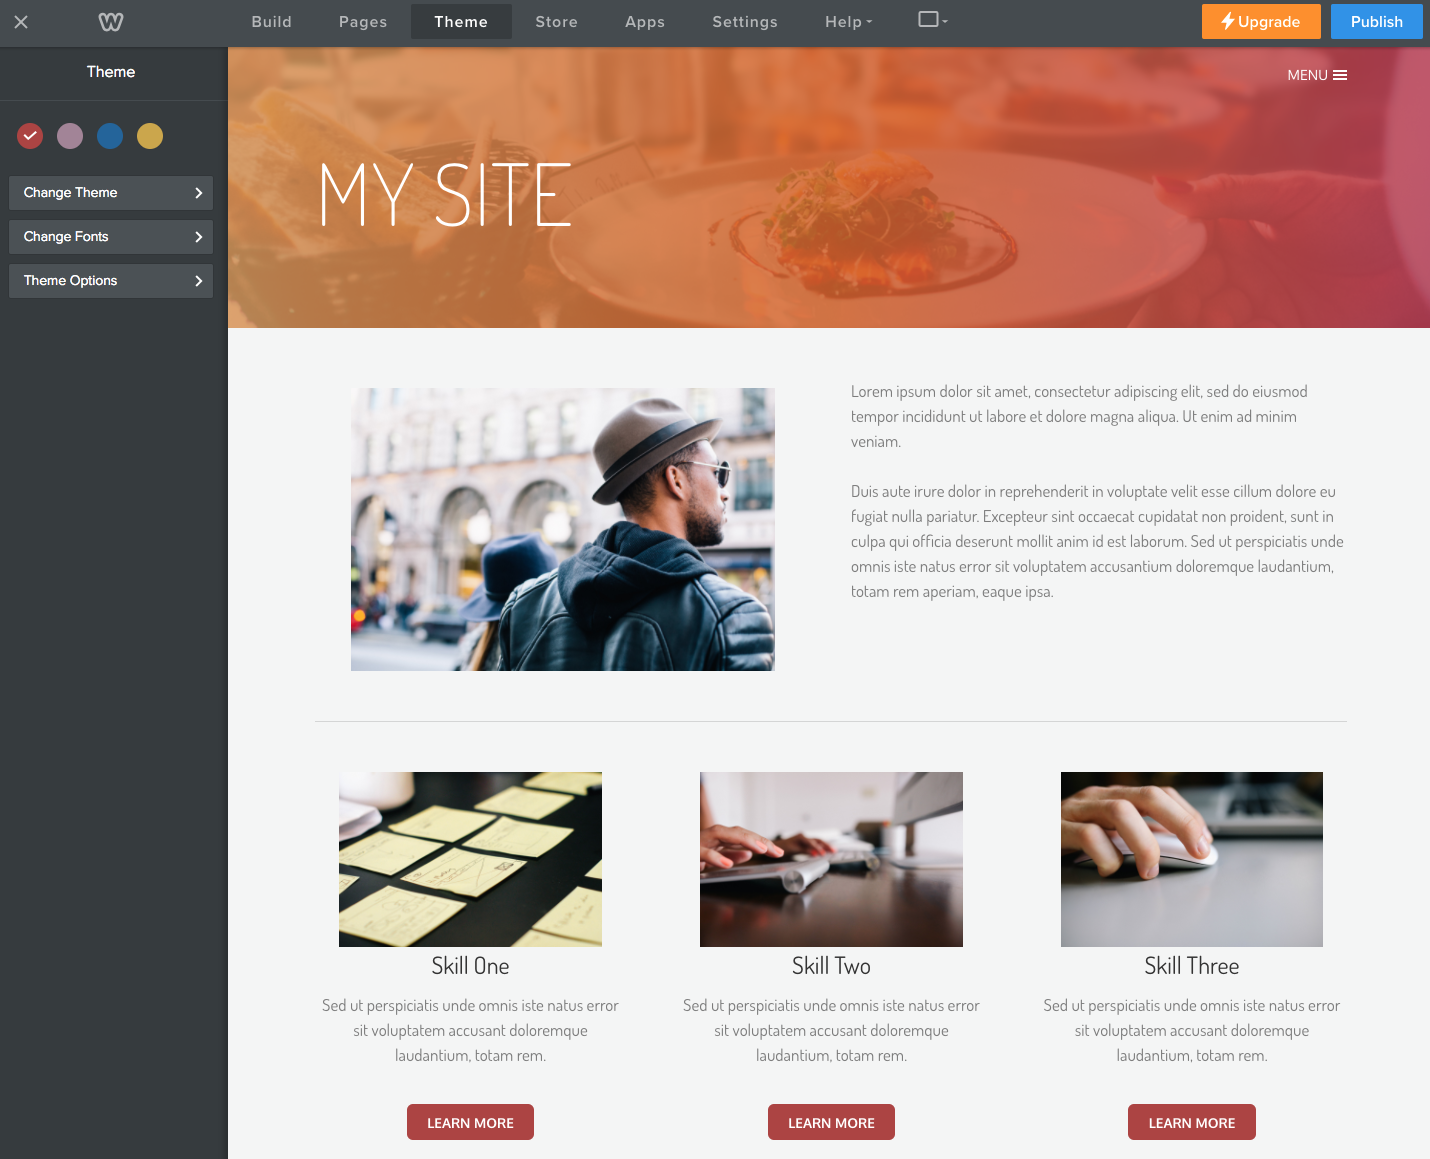 Build Pages Theme Store Apps Settings Help Upgrade Publish
Theme
Change Theme
Change Fonts
Theme Options
MENU
MY SITE
Lorem ipsum dolor sit amet, consectetur adipiscing elit, sed do eiusmod
tempor incididunt ut labore et dolore magna aliqua. Ut enim ad minim
veniam.
Duis aute irure dolor in reprehenderit in voluptate velit esse cillum dolore eu
fugiat nulla pariatur. Excepteur sint occaecat cupidatat non proident, sunt in
culpa qui officia deserunt mollit anim id est laborum. Sed ut perspiciatis unde
omnis iste natus error sit voluptatem accusantium doloremque laudantium,
totam rem aperiam, eaque ipsa.
Skill One
Sed ut perspiciatis unde omnis iste natus error
sit voluptatem accusant doloremque
laudantium, totam rem.
LEARN MORE
Skill Two
Sed ut perspiciatis unde omnis iste natus error
sit voluptatem accusant doloremque
laudantium, totam rem.
LEARN MORE
Skill Three
Sed ut perspiciatis unde omnis iste natus error
sit voluptatem accusant doloremque
laudantium, totam rem.
LEARN MORE